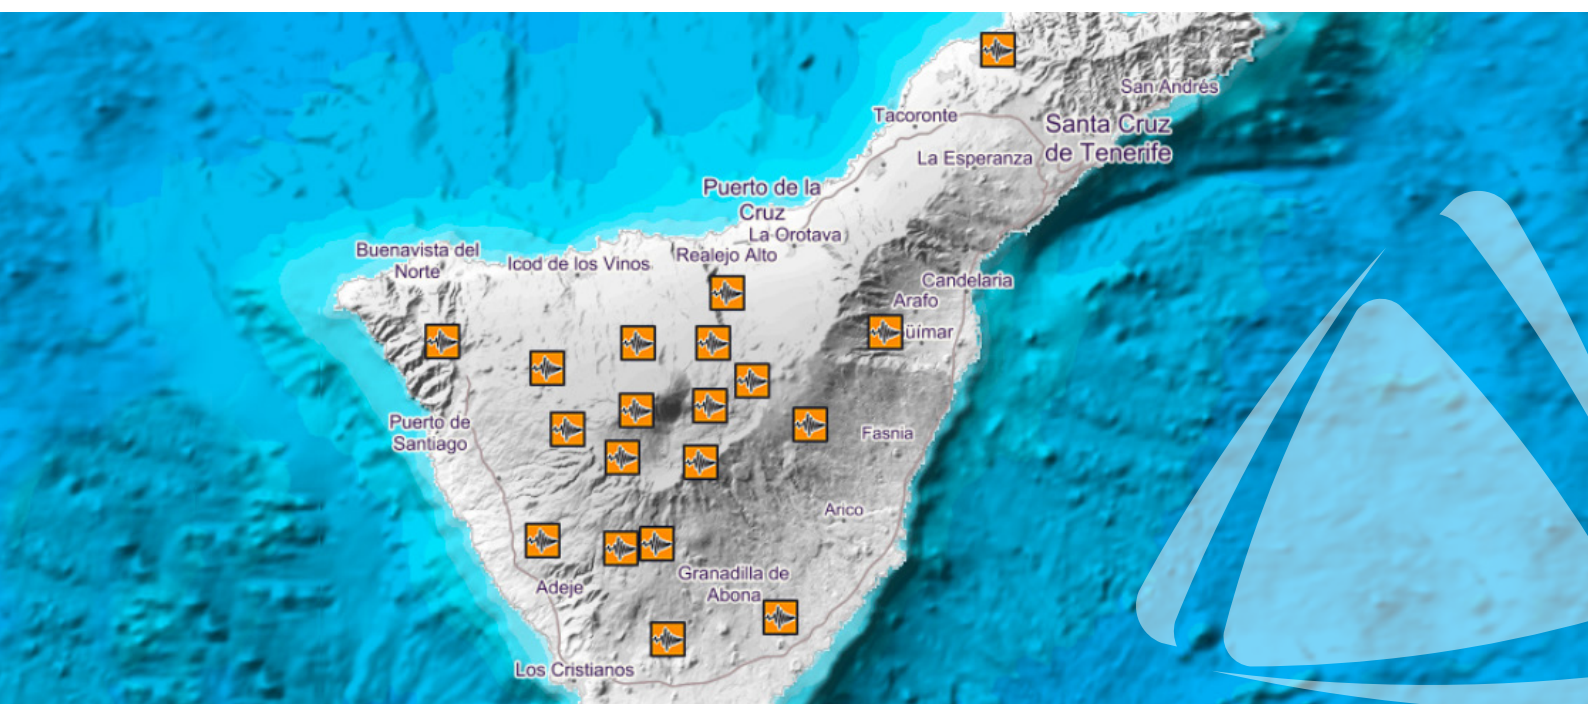 San Andrés
Tacoronte
Santa Cruz
de Tenerife
La Esperanza
Puerto de la
Cruz
La Orotava
Buenavista del
Norte
Icod de los Vinos
Realejo Alto
Candelaria
Arafo
üímar
Puerto de
Santiago
Fasnia
Arico
Granadilla de
Abona
Adeje
Los Cristianos